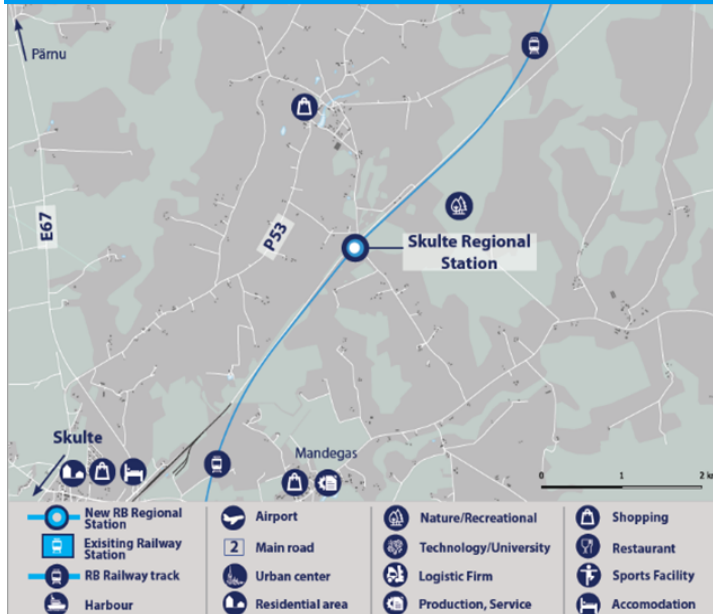 Pärnu
E67
P53
Skulte Regional
Station
Skulte
Mandegas
0 1 2
New RB Regional
Station
Exisiting Railway
Station
RB Railway track
Harbour
Airport
2 Main road
Urban center
Residential area
Nature/Recreational
Technology/University
Logistic Firm
Production, Service
Shopping
Restaurant
Sports Facility
Accomodation